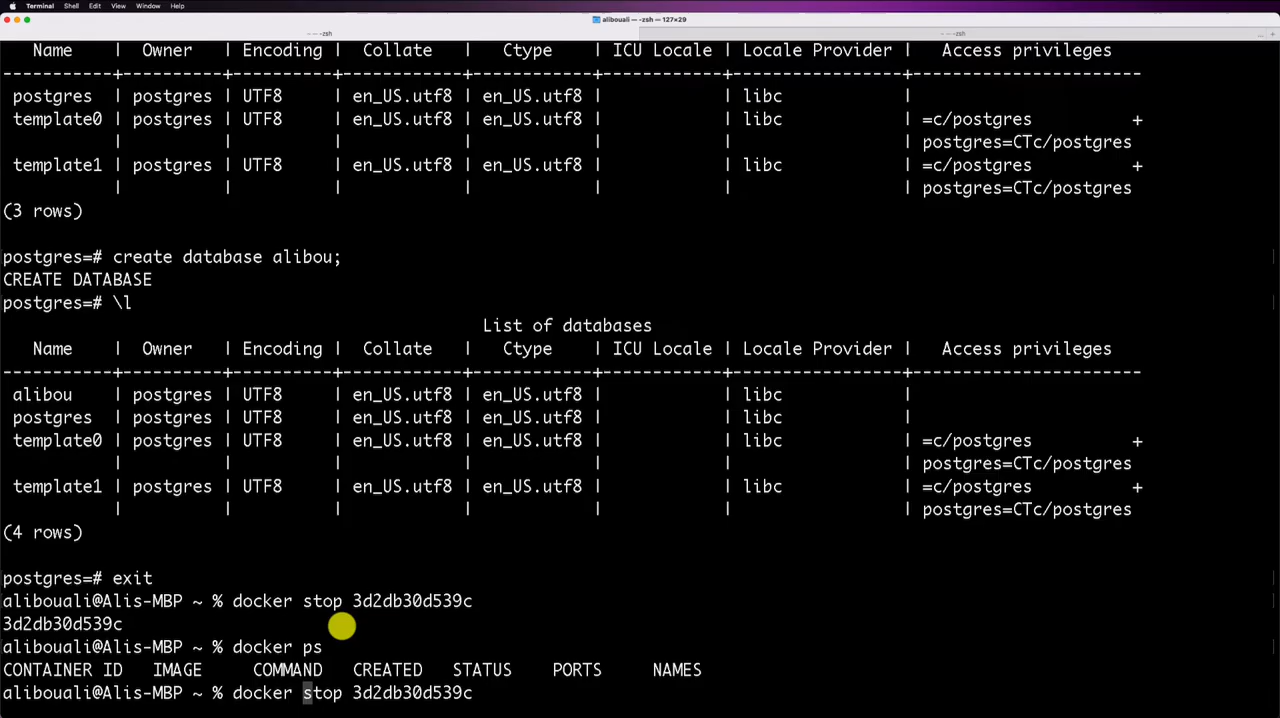 Terminal Shell Edit View Window Help
alibouali — -zsh — 127×29
~ — -zsh ~ — -zsh
Name | Owner | Encoding | Collate | Ctype | ICU Locale | Locale Provider | Access privileges
-----------+----------+----------+------------+------------+------------+-----------------+-----------------------
postgres | postgres | UTF8 | en_US.utf8 | en_US.utf8 | | libc |
template0 | postgres | UTF8 | en_US.utf8 | en_US.utf8 | | libc | =c/postgres +
| | | | | | | postgres=CTc/postgres
template1 | postgres | UTF8 | en_US.utf8 | en_US.utf8 | | libc | =c/postgres +
| | | | | | | postgres=CTc/postgres
(3 rows)
postgres=# create database alibou;
CREATE DATABASE
postgres=# \l
List of databases
Name | Owner | Encoding | Collate | Ctype | ICU Locale | Locale Provider | Access privileges
-----------+----------+----------+------------+------------+------------+-----------------+-----------------------
alibou | postgres | UTF8 | en_US.utf8 | en_US.utf8 | | libc |
postgres | postgres | UTF8 | en_US.utf8 | en_US.utf8 | | libc |
template0 | postgres | UTF8 | en_US.utf8 | en_US.utf8 | | libc | =c/postgres +
| | | | | | | postgres=CTc/postgres
template1 | postgres | UTF8 | en_US.utf8 | en_US.utf8 | | libc | =c/postgres +
| | | | | | | postgres=CTc/postgres
(4 rows)
postgres=# exit
alibouali@Alis-MBP ~ % docker stop 3d2db30d539c
3d2db30d539c
alibouali@Alis-MBP ~ % docker ps
CONTAINER ID IMAGE COMMAND CREATED STATUS PORTS NAMES
alibouali@Alis-MBP ~ % docker stop 3d2db30d539c